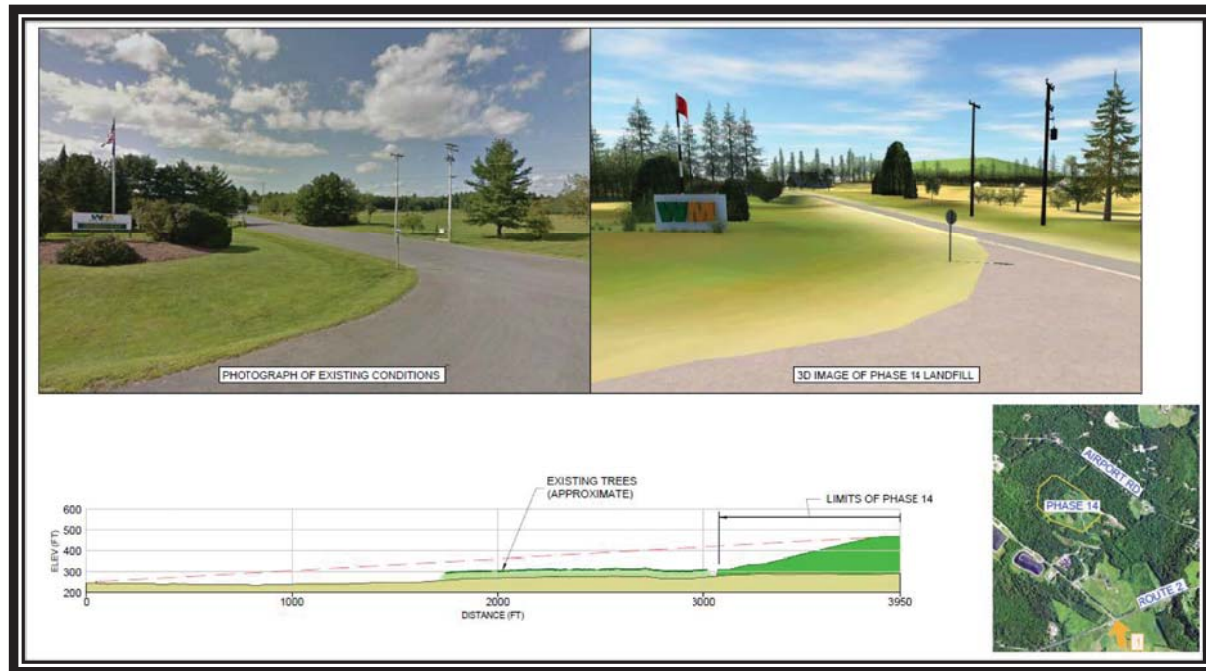 WM
WM
PHOTOGRAPH OF EXISTING CONDITIONS
3D IMAGE OF PHASE 14 LANDFILL
EXISTING TREES
(APPROXIMATE)
LIMITS OF PHASE 14
600
500
400
300
200
ELEV (FT)
0
1000
2000
3000
3950
DISTANCE (FT)
AIRPORT RD
PHASE 14
ROUTE 2
1